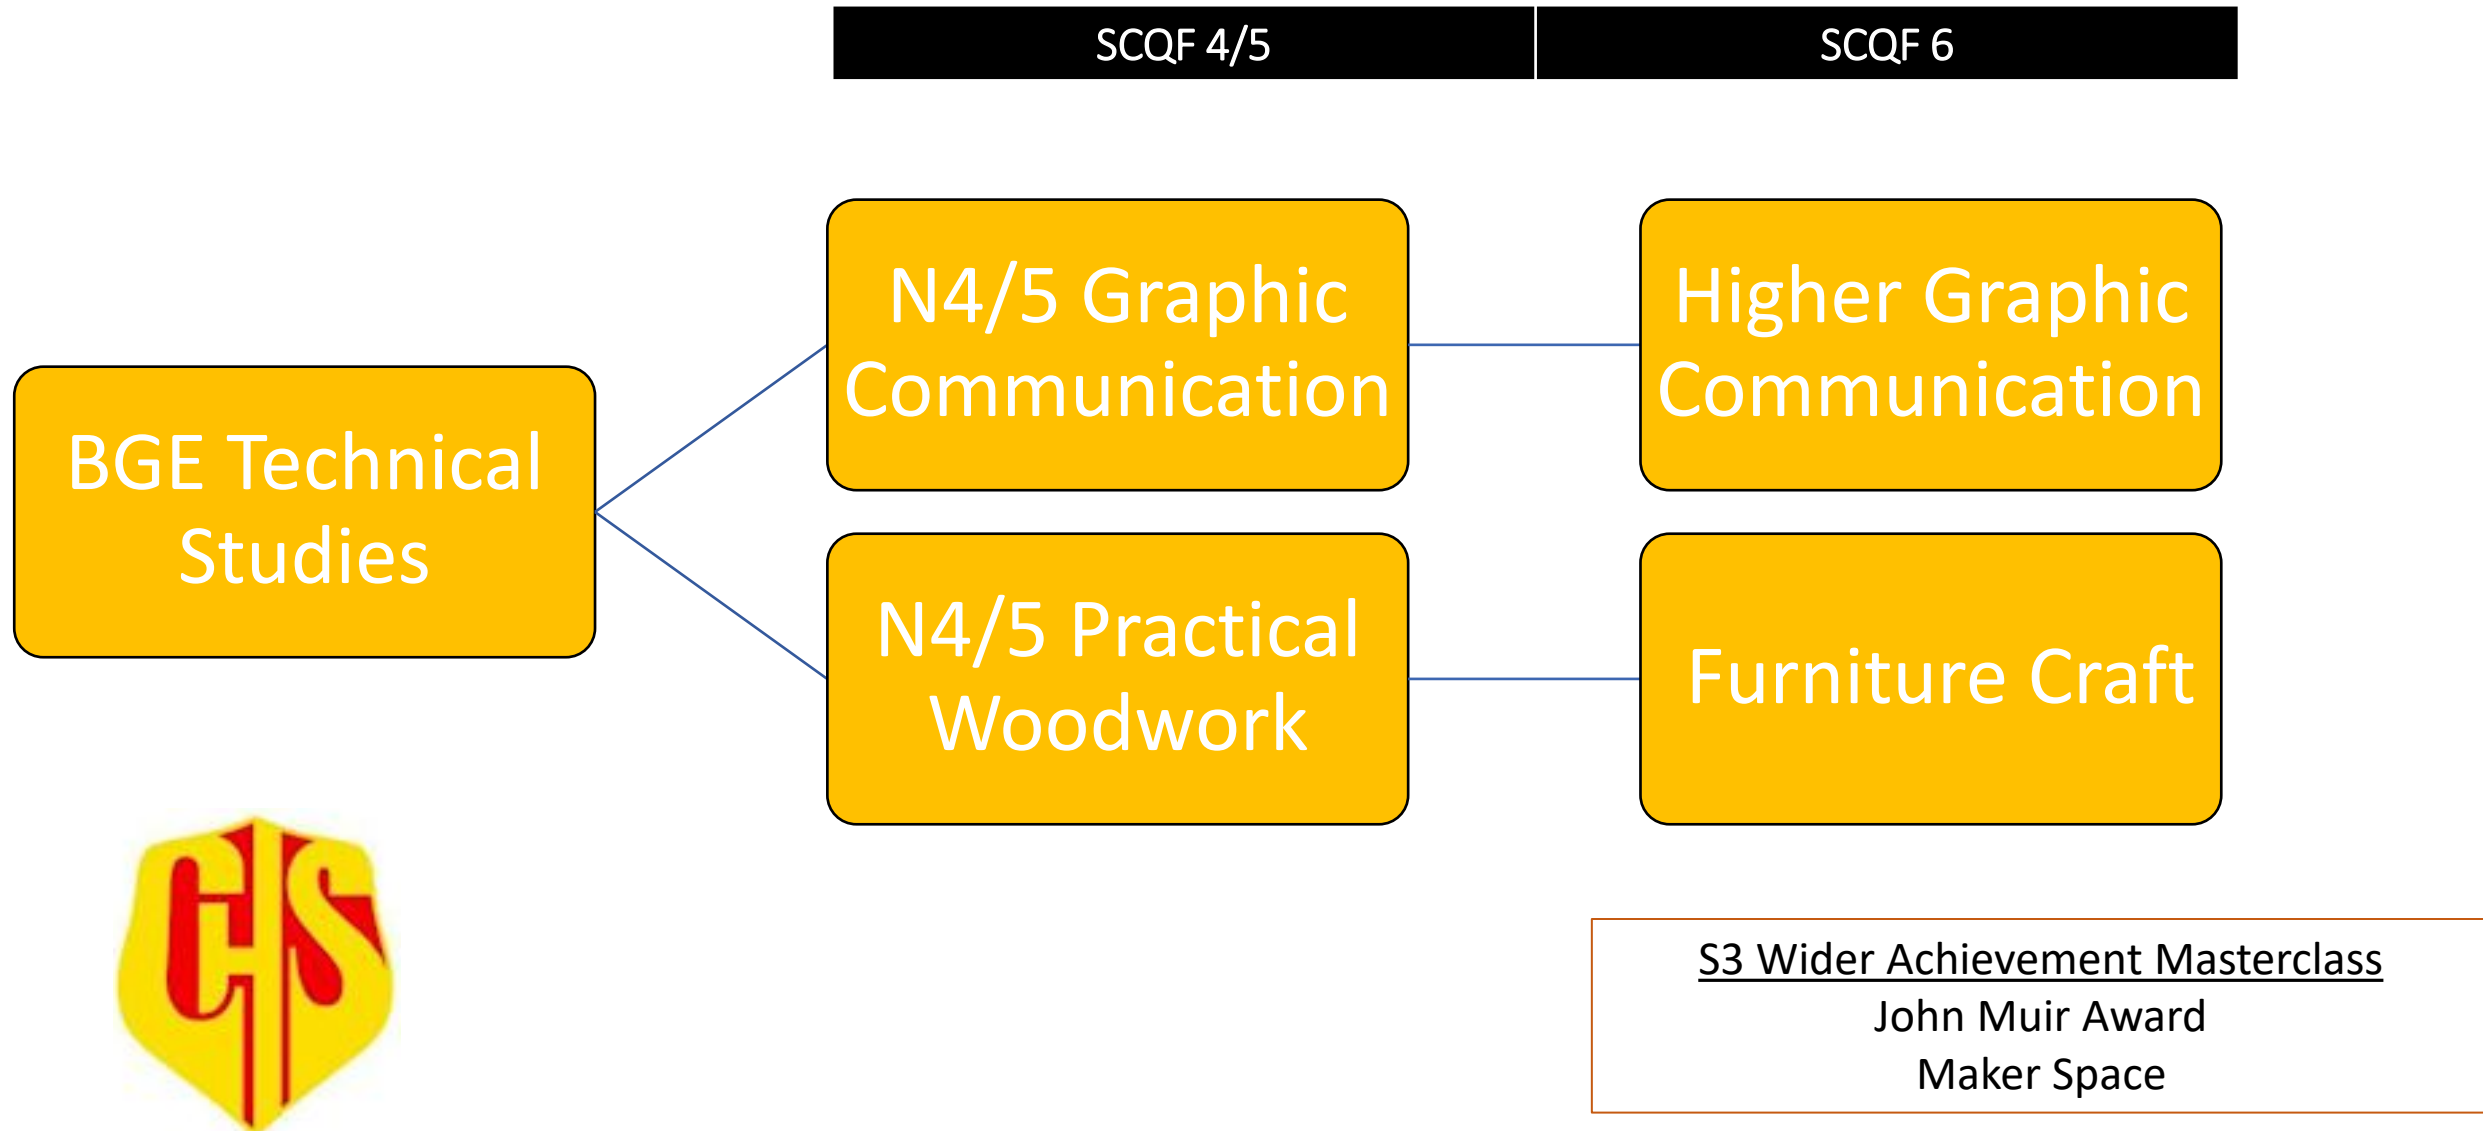 SCQF 4/5
SCQF 6
BGE Technical
Studies
N4/5 Graphic
Communication
Higher Graphic
Communication
N4/5 Practical
Woodwork
Furniture Craft
CHS
S3 Wider Achievement Masterclass
John Muir Award
Maker Space